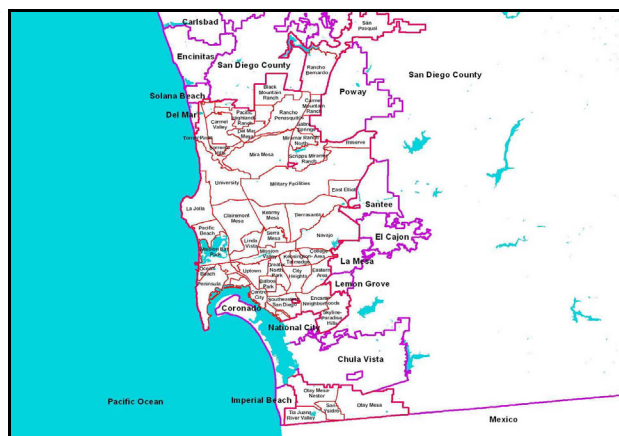 Carlsbad
San
Pasqual
Encinitas
San Diego County
Rancho
Bernardo
San Diego County
Black
Mountain
Ranch
Poway
Solana Beach
Carmel
Mountain
Ranch
Del Mar
Pacific
Highlands
Ranch
Rancho
Penasquitos
Carmel
Valley
Sabre
Springs
Del Mar
Mesa
Torrey Pines
Miramar Ranch
North
Reserve
Sorrento
Hills
Mira Mesa
Scripps Miramar
Ranch
University
Military Facilities
East Elliott
Santee
La Jolla
Clairemont
Mesa
Kearny
Mesa
Tierrasanta
Pacific
Beach
Serra
Mesa
Navajo
El Cajon
Linda
Vista
Mission Bay
Park
Mission
Valley
College
Area
La Mesa
Kensington-
Talmadge
Ocean
Beach
Uptown
Greater
North
Park
City
Heights
Eastern
Area
Peninsula
Balboa
Park
Lemon Grove
Centre
City
Southeastern
San Diego
Encanto
Neighborhoods
Coronado
Skyline-
Paradise
Hills
National City
Chula Vista
Imperial Beach
Otay Mesa-
Nestor
Pacific Ocean
San
Ysidro
Otay Mesa
Tia Juana
River Valley
Mexico